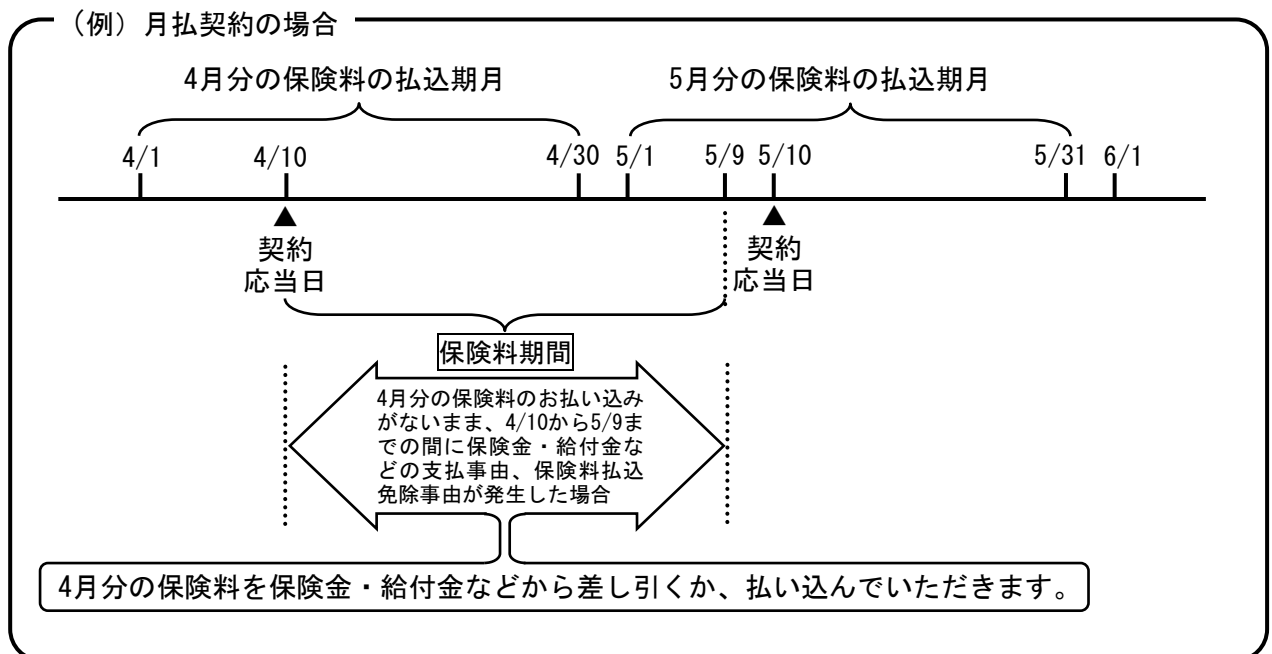 （例）月払契約の場合
4月分の保険料の払込期月
5月分の保険料の払込期月
4/1
4/10
4/30
5/1
5/9
5/10
5/31
6/1
▲
契約
応当日
▲
契約
応当日
保険料期間
4月分の保険料のお払い込み
がないまま、4/10から5/9ま
での間に保険金・給付金な
どの支払事由、保険料払込
免除事由が発生した場合
4月分の保険料を保険金・給付金などから差し引くか、払い込んでいただきます。